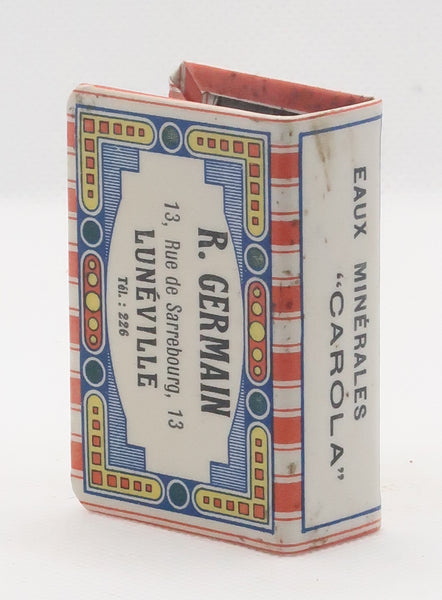 R. GERMAIN
13, Rue de Sarrebourg, 13
LUNÉVILLE
Tél. : 226
EAUX MINÉRALES
"CAROLA"